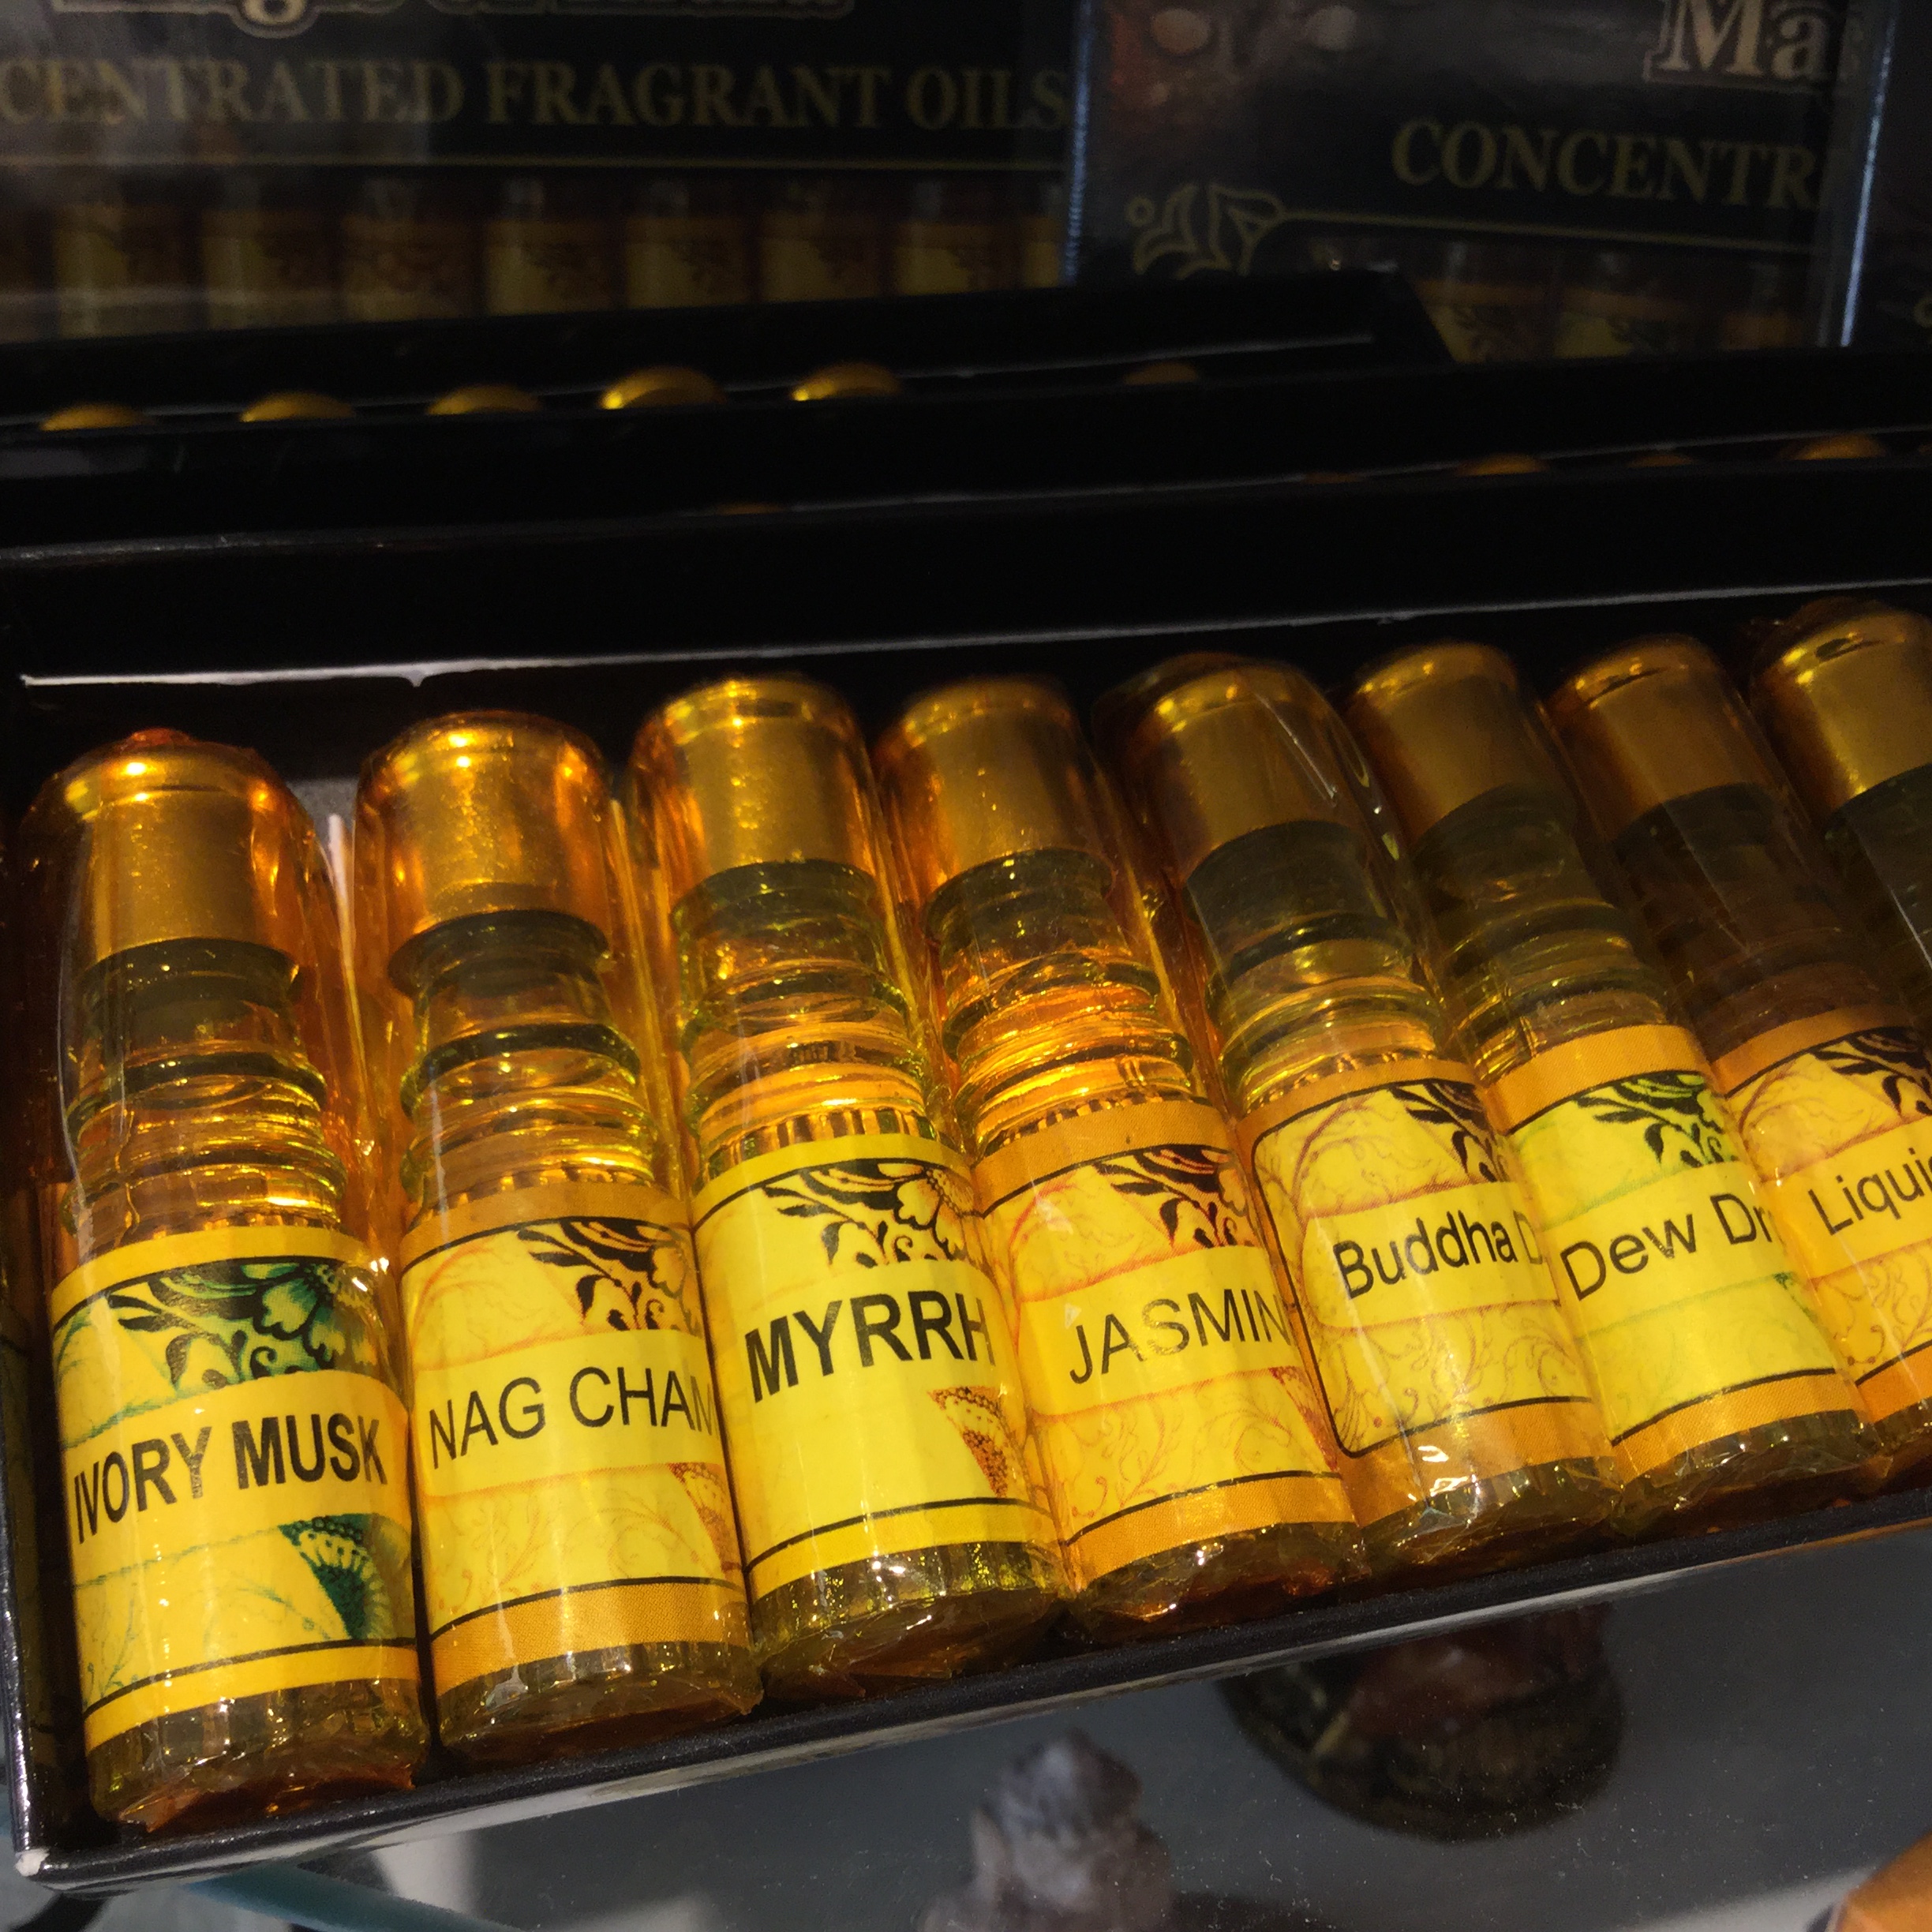 CENTRATED FRAGRANT OILS
Ma
CONCENTR
IVORY MUSK
NAG CHAM
MYRRH
JASMIN
Buddha D
Dew Dr
Liqui